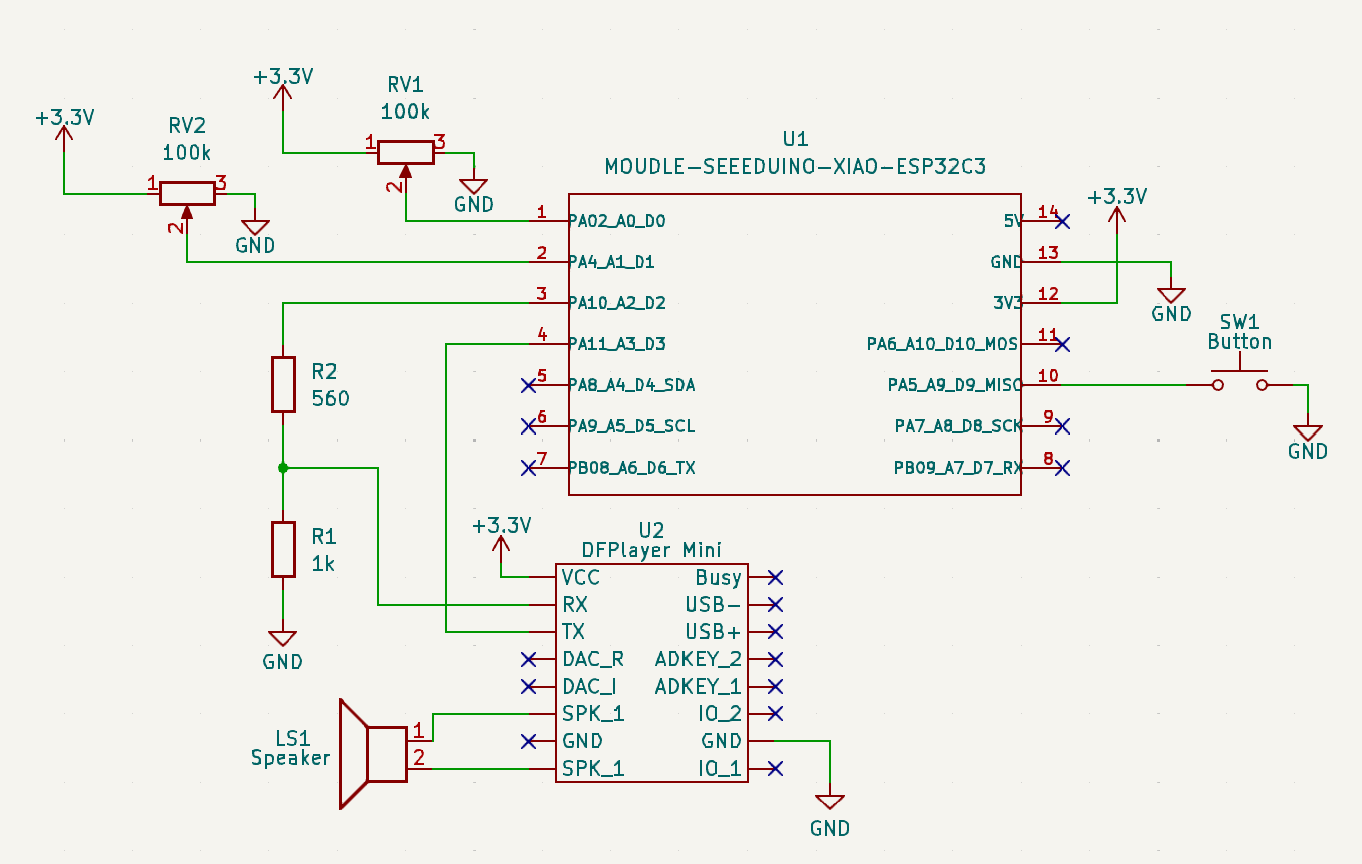 +3.3V
RV1
100k
1
3
2
GND
+3.3V
RV2
100k
1
3
2
GND
U1
MOUDLE-SEEEDUINO-XIAO-ESP32C3
1 PA02_A0_D0
2 PA4_A1_D1
3 PA10_A2_D2
4 PA11_A3_D3
5 PA8_A4_D4_SDA
6 PA9_A5_D5_SCL
7 PB08_A6_D6_TX
5V 14
GND 13
3V3 12
PA6_A10_D10_MOS 11
PA5_A9_D9_MISO 10
PA7_A8_D8_SCK 9
PB09_A7_D7_RX 8
+3.3V
GND
SW1
Button
GND
R2
560
R1
1k
GND
+3.3V
U2
DFPlayer Mini
VCC
RX
TX
DAC_R
DAC_I
SPK_1
GND
SPK_1
Busy
USB-
USB+
ADKEY_2
ADKEY_1
IO_2
GND
IO_1
LS1
Speaker
1
2
GND